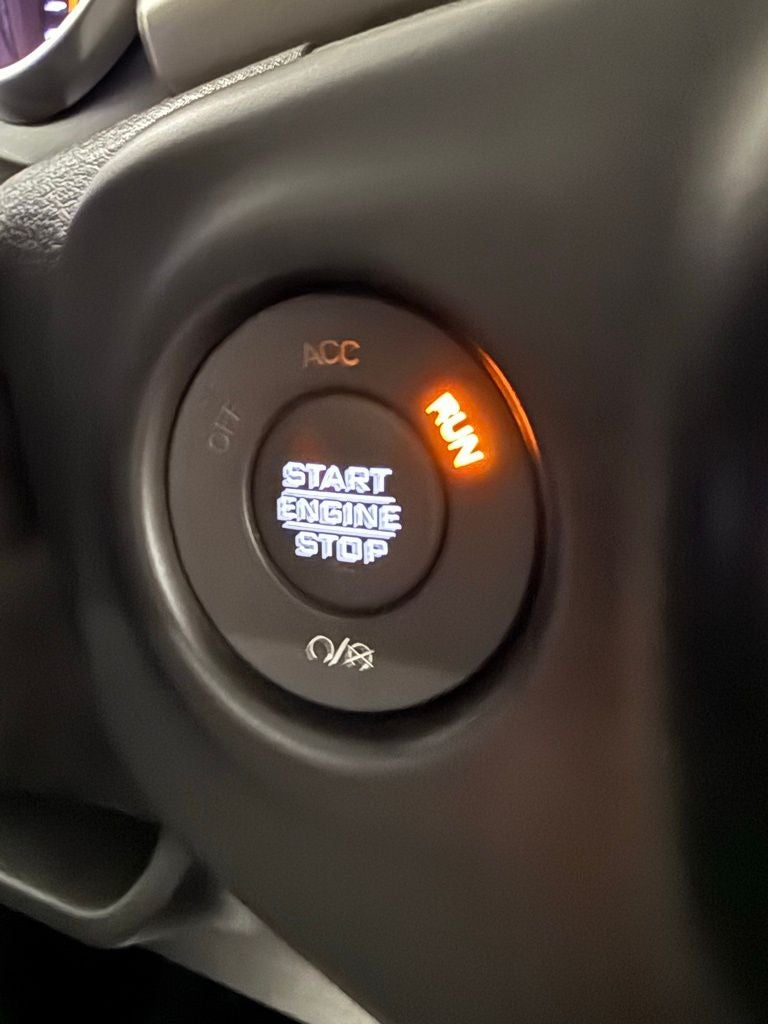 ACC
OFF
RUN
START
ENGINE
STOP